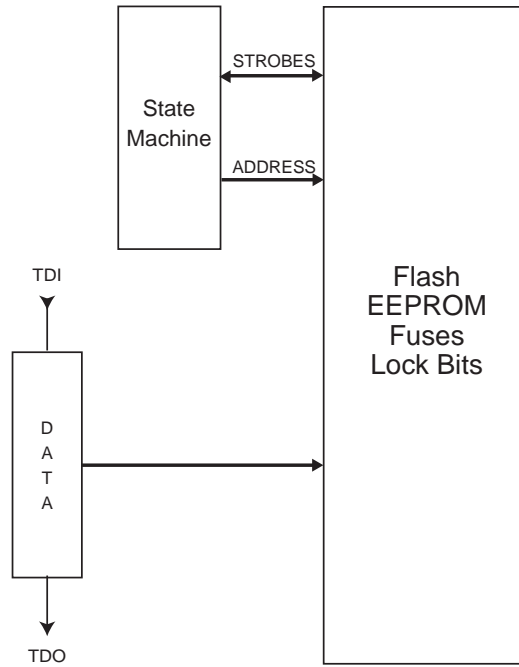 STROBES
State
Machine
ADDRESS
TDI
Flash
EEPROM
Fuses
Lock Bits
D
A
T
A
TDO